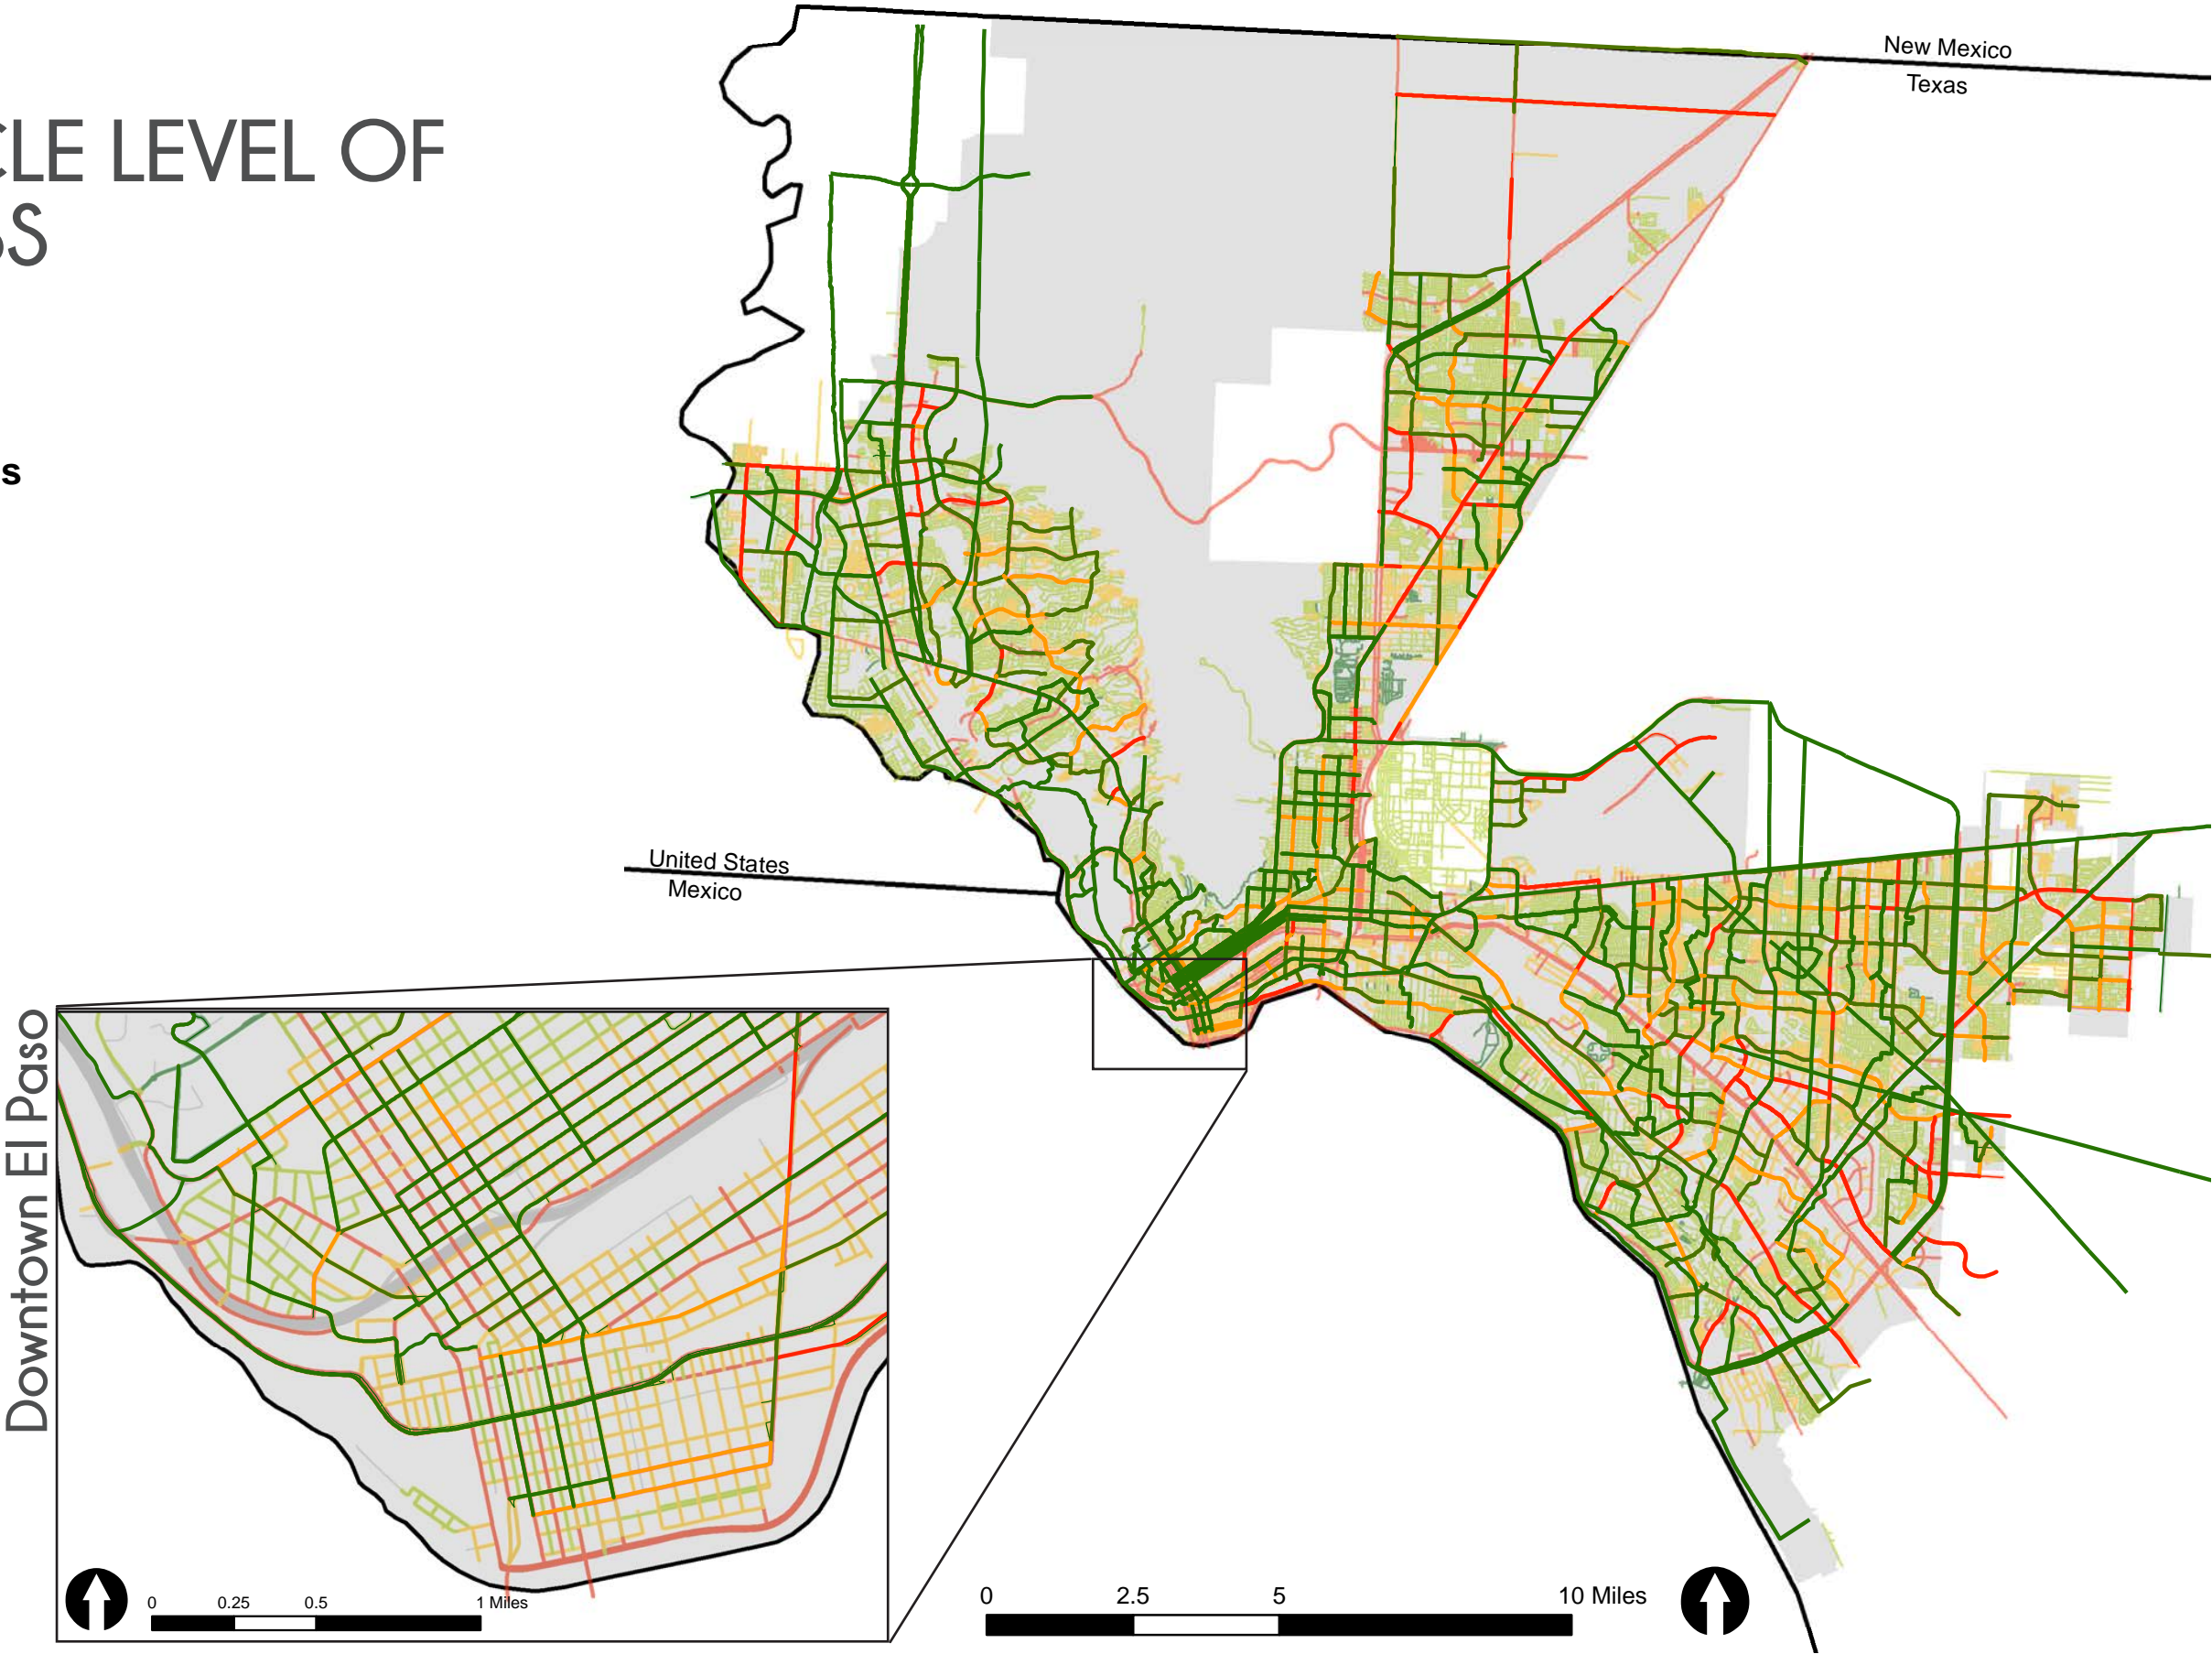 CLE LEVEL OF
SS
s
New Mexico
Texas
United States
Mexico
Downtown El Paso
0 0.25 0.5 1 Miles
0 2.5 5 10 Miles